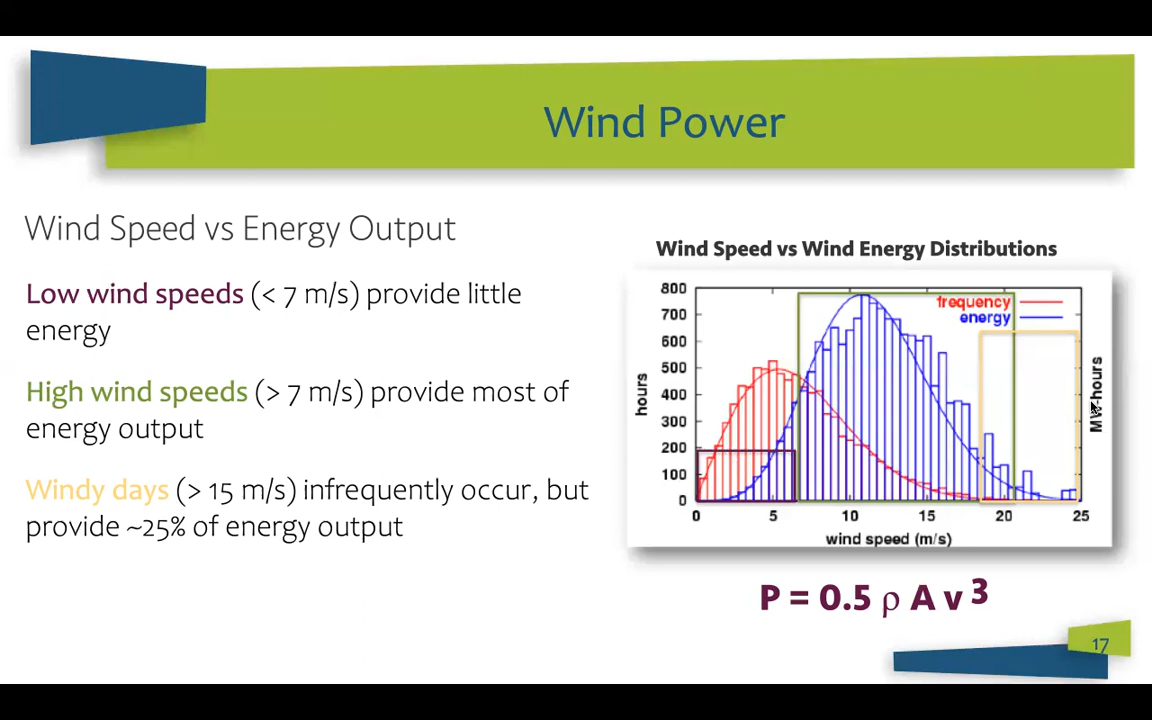 Wind Power
Wind Speed vs Energy Output
Low wind speeds (< 7 m/s) provide little
energy
High wind speeds (> 7 m/s) provide most of
energy output
Windy days (> 15 m/s) infrequently occur, but
provide ~25% of energy output
Wind Speed vs Wind Energy Distributions
frequency
energy
800
700
600
500
400
300
200
100
0
hours
MW-hours
0 5 10 15 20 25
wind speed (m/s)
P = 0.5 ρ A v ³
17